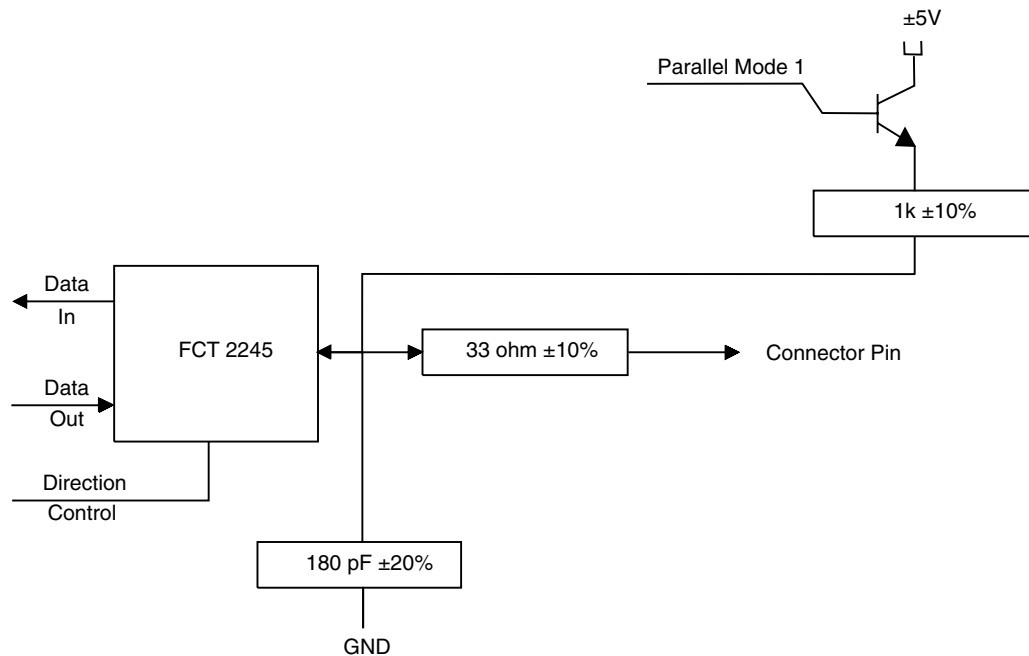 ±5V
Parallel Mode 1
1k ±10%
Data
In
FCT 2245
33 ohm ±10%
Connector Pin
Data
Out
Direction
Control
180 pF ±20%
GND